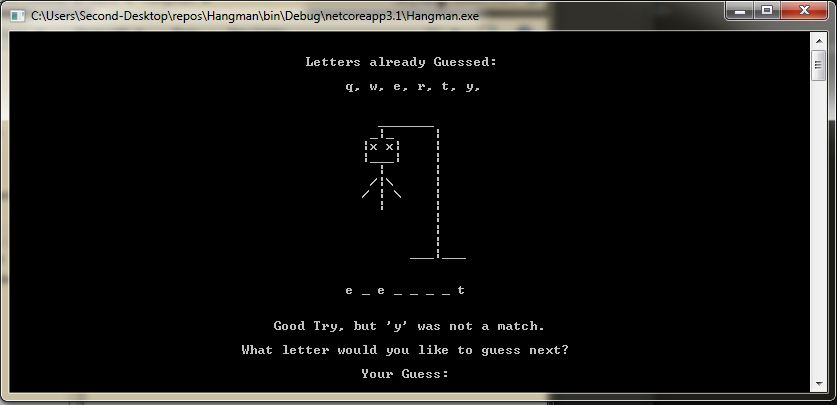 C:\Users\Second-Desktop\repos\Hangman\bin\Debug\netcoreapp3.1\Hangman.exe
Letters already Guessed:
q, w, e, r, t, y,
x x
e _ e _ _ _ _ t
Good Try, but 'y' was not a match.
What letter would you like to guess next?
Your Guess: